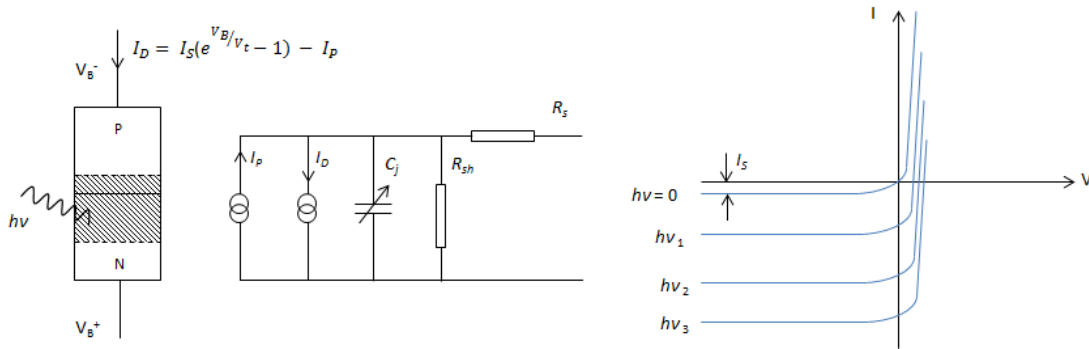 I_D = I_S(e^{V_B/V_t} − 1) − I_P
V_B^-
P
hv
N
V_B^+
I_P
I_D
C_j
R_sh
R_s
I
V
I_S
hv = 0
hv_1
hv_2
hv_3